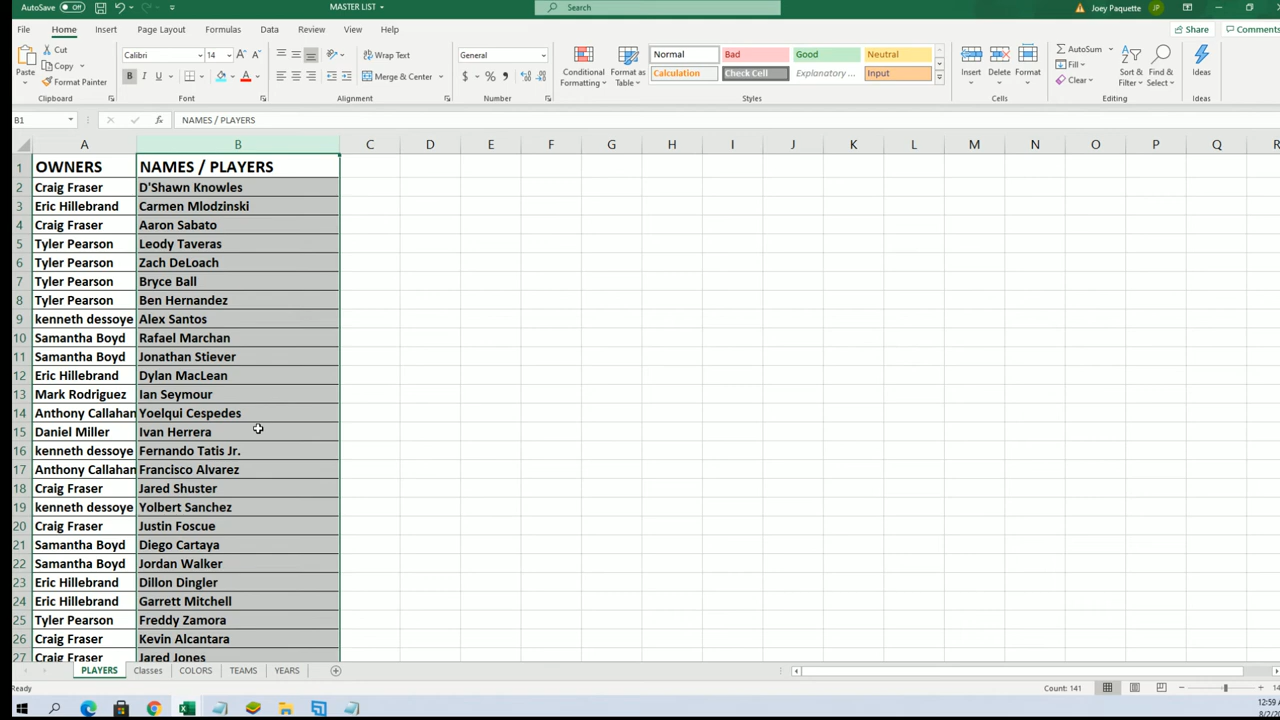 AutoSave Off MASTER LIST Search Joey Paquette JP
File Home Insert Page Layout Formulas Data Review View Help Share Comments
Cut Calibri 14 Wrap Text General Normal Bad Good Neutral AutoSum
Paste Copy Fill
Format Painter B I U Merge & Center $ % Conditional Formatting Format as Table Calculation Check Cell Explanatory ... Input Insert Delete Format Clear Sort & Filter Find & Select Ideas
Clipboard Font Alignment Number Styles Cells Editing Ideas
B1 fx NAMES / PLAYERS
A B C D E F G H I J K L M N O P Q R
1 OWNERS NAMES / PLAYERS
2 Craig Fraser D'Shawn Knowles
3 Eric Hillebrand Carmen Mlodzinski
4 Craig Fraser Aaron Sabato
5 Tyler Pearson Leody Taveras
6 Tyler Pearson Zach DeLoach
7 Tyler Pearson Bryce Ball
8 Tyler Pearson Ben Hernandez
9 kenneth dessoye Alex Santos
10 Samantha Boyd Rafael Marchan
11 Samantha Boyd Jonathan Stiever
12 Eric Hillebrand Dylan MacLean
13 Mark Rodriguez Ian Seymour
14 Anthony Callahan Yoelqui Cespedes
15 Daniel Miller Ivan Herrera
16 kenneth dessoye Fernando Tatis Jr.
17 Anthony Callahan Francisco Alvarez
18 Craig Fraser Jared Shuster
19 kenneth dessoye Yolbert Sanchez
20 Craig Fraser Justin Foscue
21 Samantha Boyd Diego Cartaya
22 Samantha Boyd Jordan Walker
23 Eric Hillebrand Dillon Dingler
24 Eric Hillebrand Garrett Mitchell
25 Tyler Pearson Freddy Zamora
26 Craig Fraser Kevin Alcantara
27 Craig Fraser Jared Jones
PLAYERS Classes COLORS TEAMS YEARS
Ready Count: 141
12:59